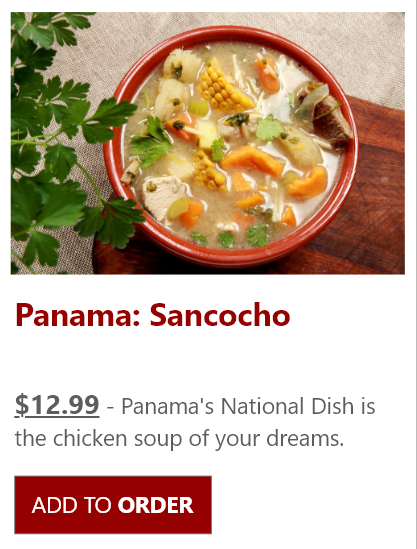 Panama: Sancocho
$12.99 - Panama's National Dish is
the chicken soup of your dreams.
ADD TO ORDER